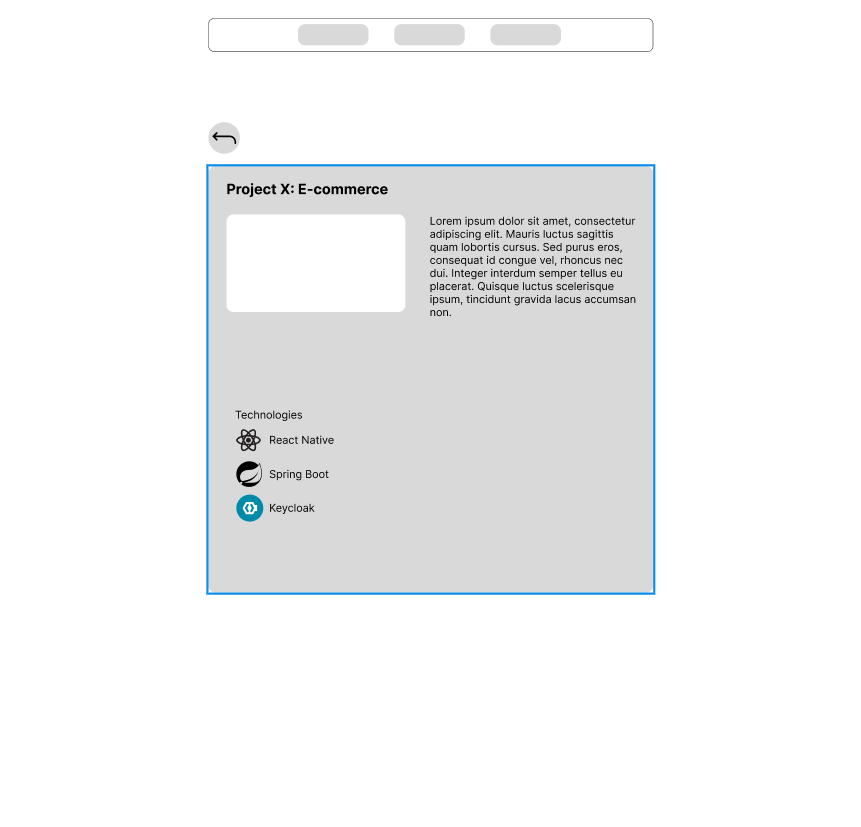 Project X: E-commerce
Lorem ipsum dolor sit amet, consectetur
adipiscing elit. Mauris luctus sagittis
quam lobortis cursus. Sed purus eros,
consequat id congue vel, rhoncus nec
dui. Integer interdum semper tellus eu
placerat. Quisque luctus scelerisque
ipsum, tincidunt gravida lacus accumsan
non.
Technologies
React Native
Spring Boot
Keycloak